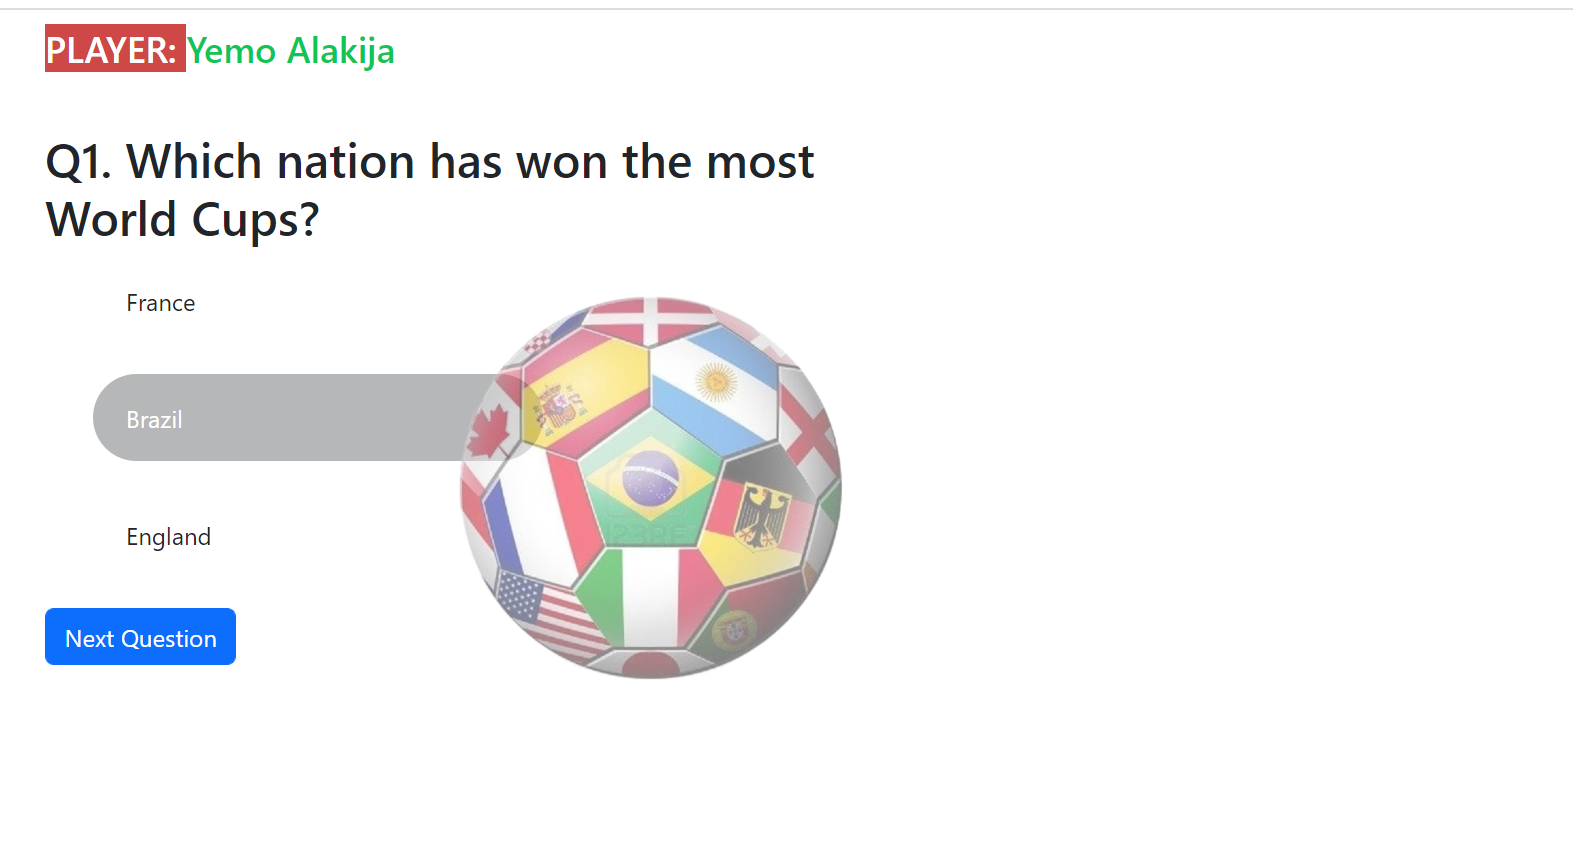 PLAYER: Yemo Alakija
Q1. Which nation has won the most
World Cups?
France
Brazil
England
Next Question